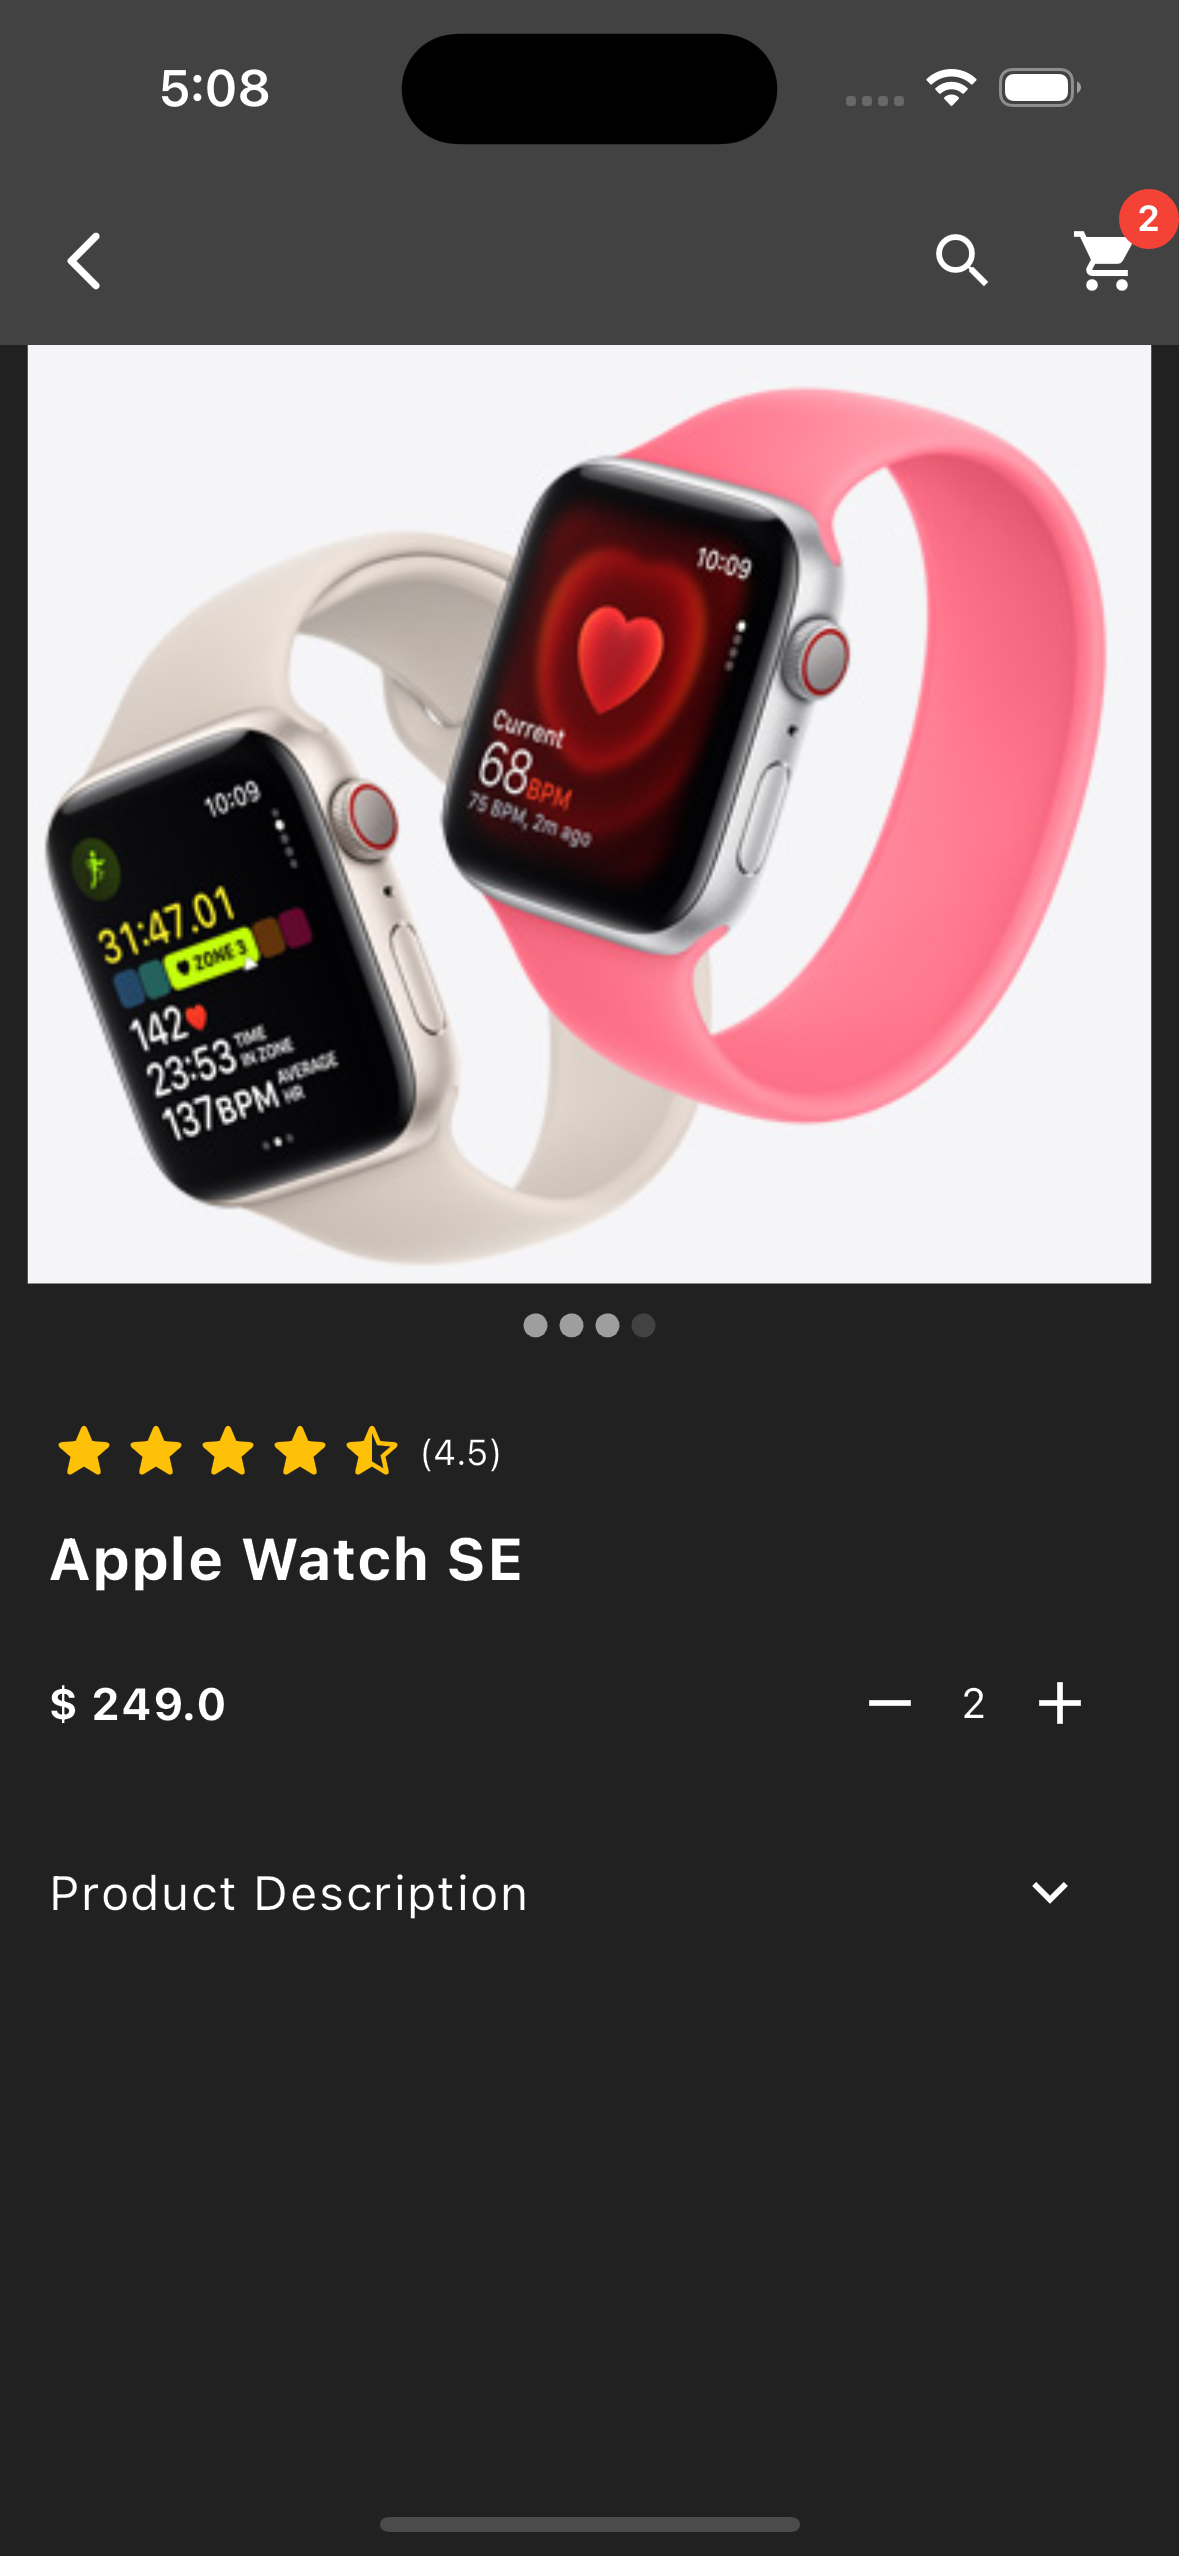 5:08
2
10:09
Current
68BPM
75 BPM, 2m ago
10:09
31:47.01
ZONE 3
142
23:53 TIME IN ZONE
137BPM AVERAGE HR
(4.5)
Apple Watch SE
$ 249.0
2
Product Description